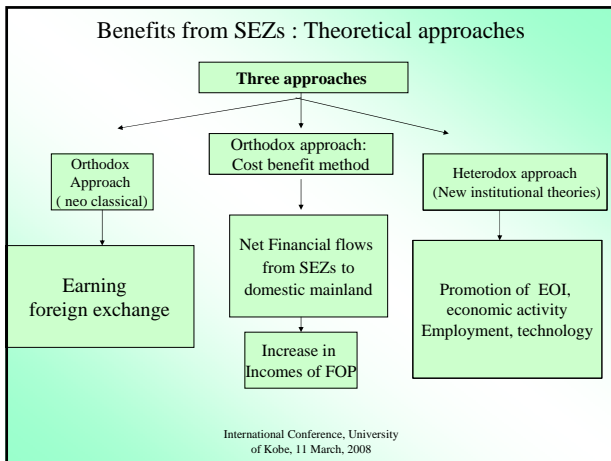 Benefits from SEZs : Theoretical approaches
Three approaches
Orthodox
Approach
( neo classical)
Earning
foreign exchange
Orthodox approach:
Cost benefit method
Net Financial flows
from SEZs to
domestic mainland
Increase in
Incomes of FOP
Heterodox approach
(New institutional theories)
Promotion of EOI,
economic activity
Employment, technology
International Conference, University
of Kobe, 11 March, 2008